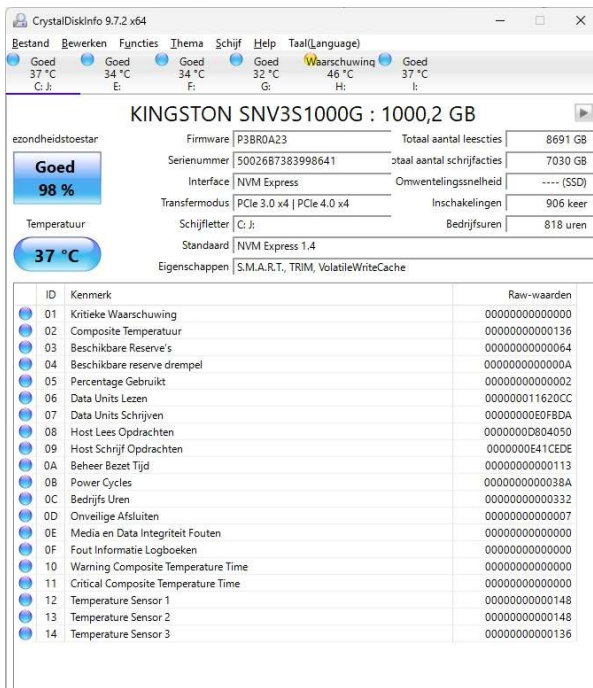 CrystalDiskInfo 9.7.2 x64
Bestand Bewerken Functies Thema Schijf Help Taal(Language)
Goed Goed Goed Goed Waarschuwing Goed
37 °C 34 °C 34 °C 32 °C 46 °C 37 °C
C: J: E: F: G: H: I:
KINGSTON SNV3S1000G : 1000,2 GB
ezondheidstoestar
Goed
98 %
Temperatuur
37 °C
Firmware P3BR0A23
Serienummer 50026B7383998641
Interface NVM Express
Transfermodus PCIe 3.0 x4 | PCIe 4.0 x4
Schijfletter C: J:
Standaard NVM Express 1.4
Eigenschappen S.M.A.R.T., TRIM, VolatileWriteCache
Totaal aantal leescties 8691 GB
otaal aantal schrijfacties 7030 GB
Omwentelingssnelheid ---- (SSD)
Inschakelingen 906 keer
Bedrijfsuren 818 uren
ID Kenmerk Raw-waarden
01 Kritieke Waarschuwing 00000000000000
02 Composite Temperatuur 00000000000136
03 Beschikbare Reserve's 00000000000064
04 Beschikbare reserve drempel 0000000000000A
05 Percentage Gebruikt 00000000000002
06 Data Units Lezen 000000011620CC
07 Data Units Schrijven 00000000E0FBDA
08 Host Lees Opdrachten 0000000D804050
09 Host Schrijf Opdrachten 0000000E41CEDE
0A Beheer Bezet Tijd 00000000000113
0B Power Cycles 0000000000038A
0C Bedrijfs Uren 00000000000332
0D Onveilige Afsluiten 00000000000007
0E Media en Data Integriteit Fouten 00000000000000
0F Fout Informatie Logboeken 00000000000000
10 Warning Composite Temperature Time 00000000000000
11 Critical Composite Temperature Time 00000000000000
12 Temperature Sensor 1 00000000000148
13 Temperature Sensor 2 00000000000148
14 Temperature Sensor 3 00000000000136